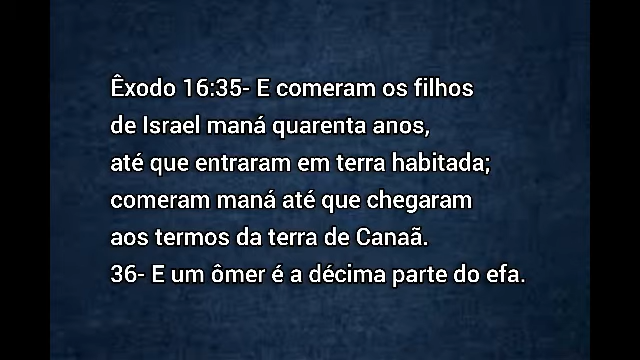 Êxodo 16:35- E comeram os filhos
de Israel maná quarenta anos,
até que entraram em terra habitada;
comeram maná até que chegaram
aos termos da terra de Canaã.
36- E um ômer é a décima parte do efa.